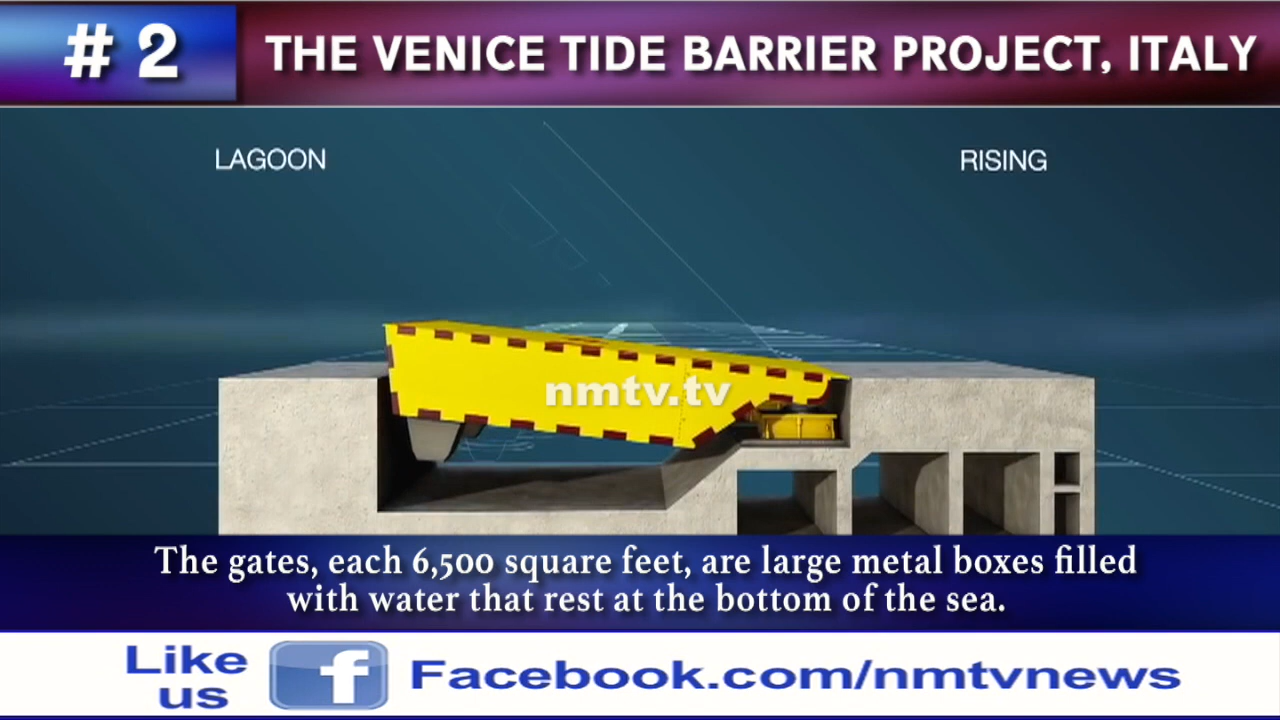 # 2
THE VENICE TIDE BARRIER PROJECT, ITALY
LAGOON
RISING
nmtv.tv
The gates, each 6,500 square feet, are large metal boxes filled
with water that rest at the bottom of the sea.
Like
us
f
Facebook.com/nmtvnews